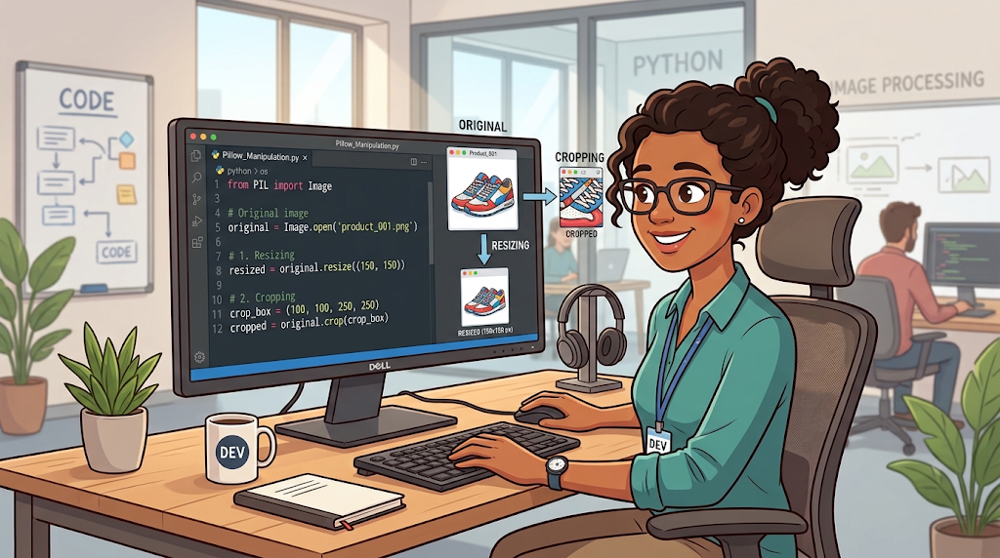 CODE
CODE
PYTHON
IMAGE PROCESSING
Pillow_Manipulation.py
Pillow_Manipulation.py ×
python > os
1 from PIL import Image
3
4 # Original image
5 original = Image.open('product_001.png')
6
7 # 1. Resizing
8 resized = original.resize((150, 150))
9
10 # 2. Cropping
11 crop_box = (100, 100, 250, 250)
12 cropped = original.crop(crop_box)
ORIGINAL
Product_001
CROPPING
CROPPED
RESIZING
RESIZED (150x150 px)
DELL
DEV
DEV